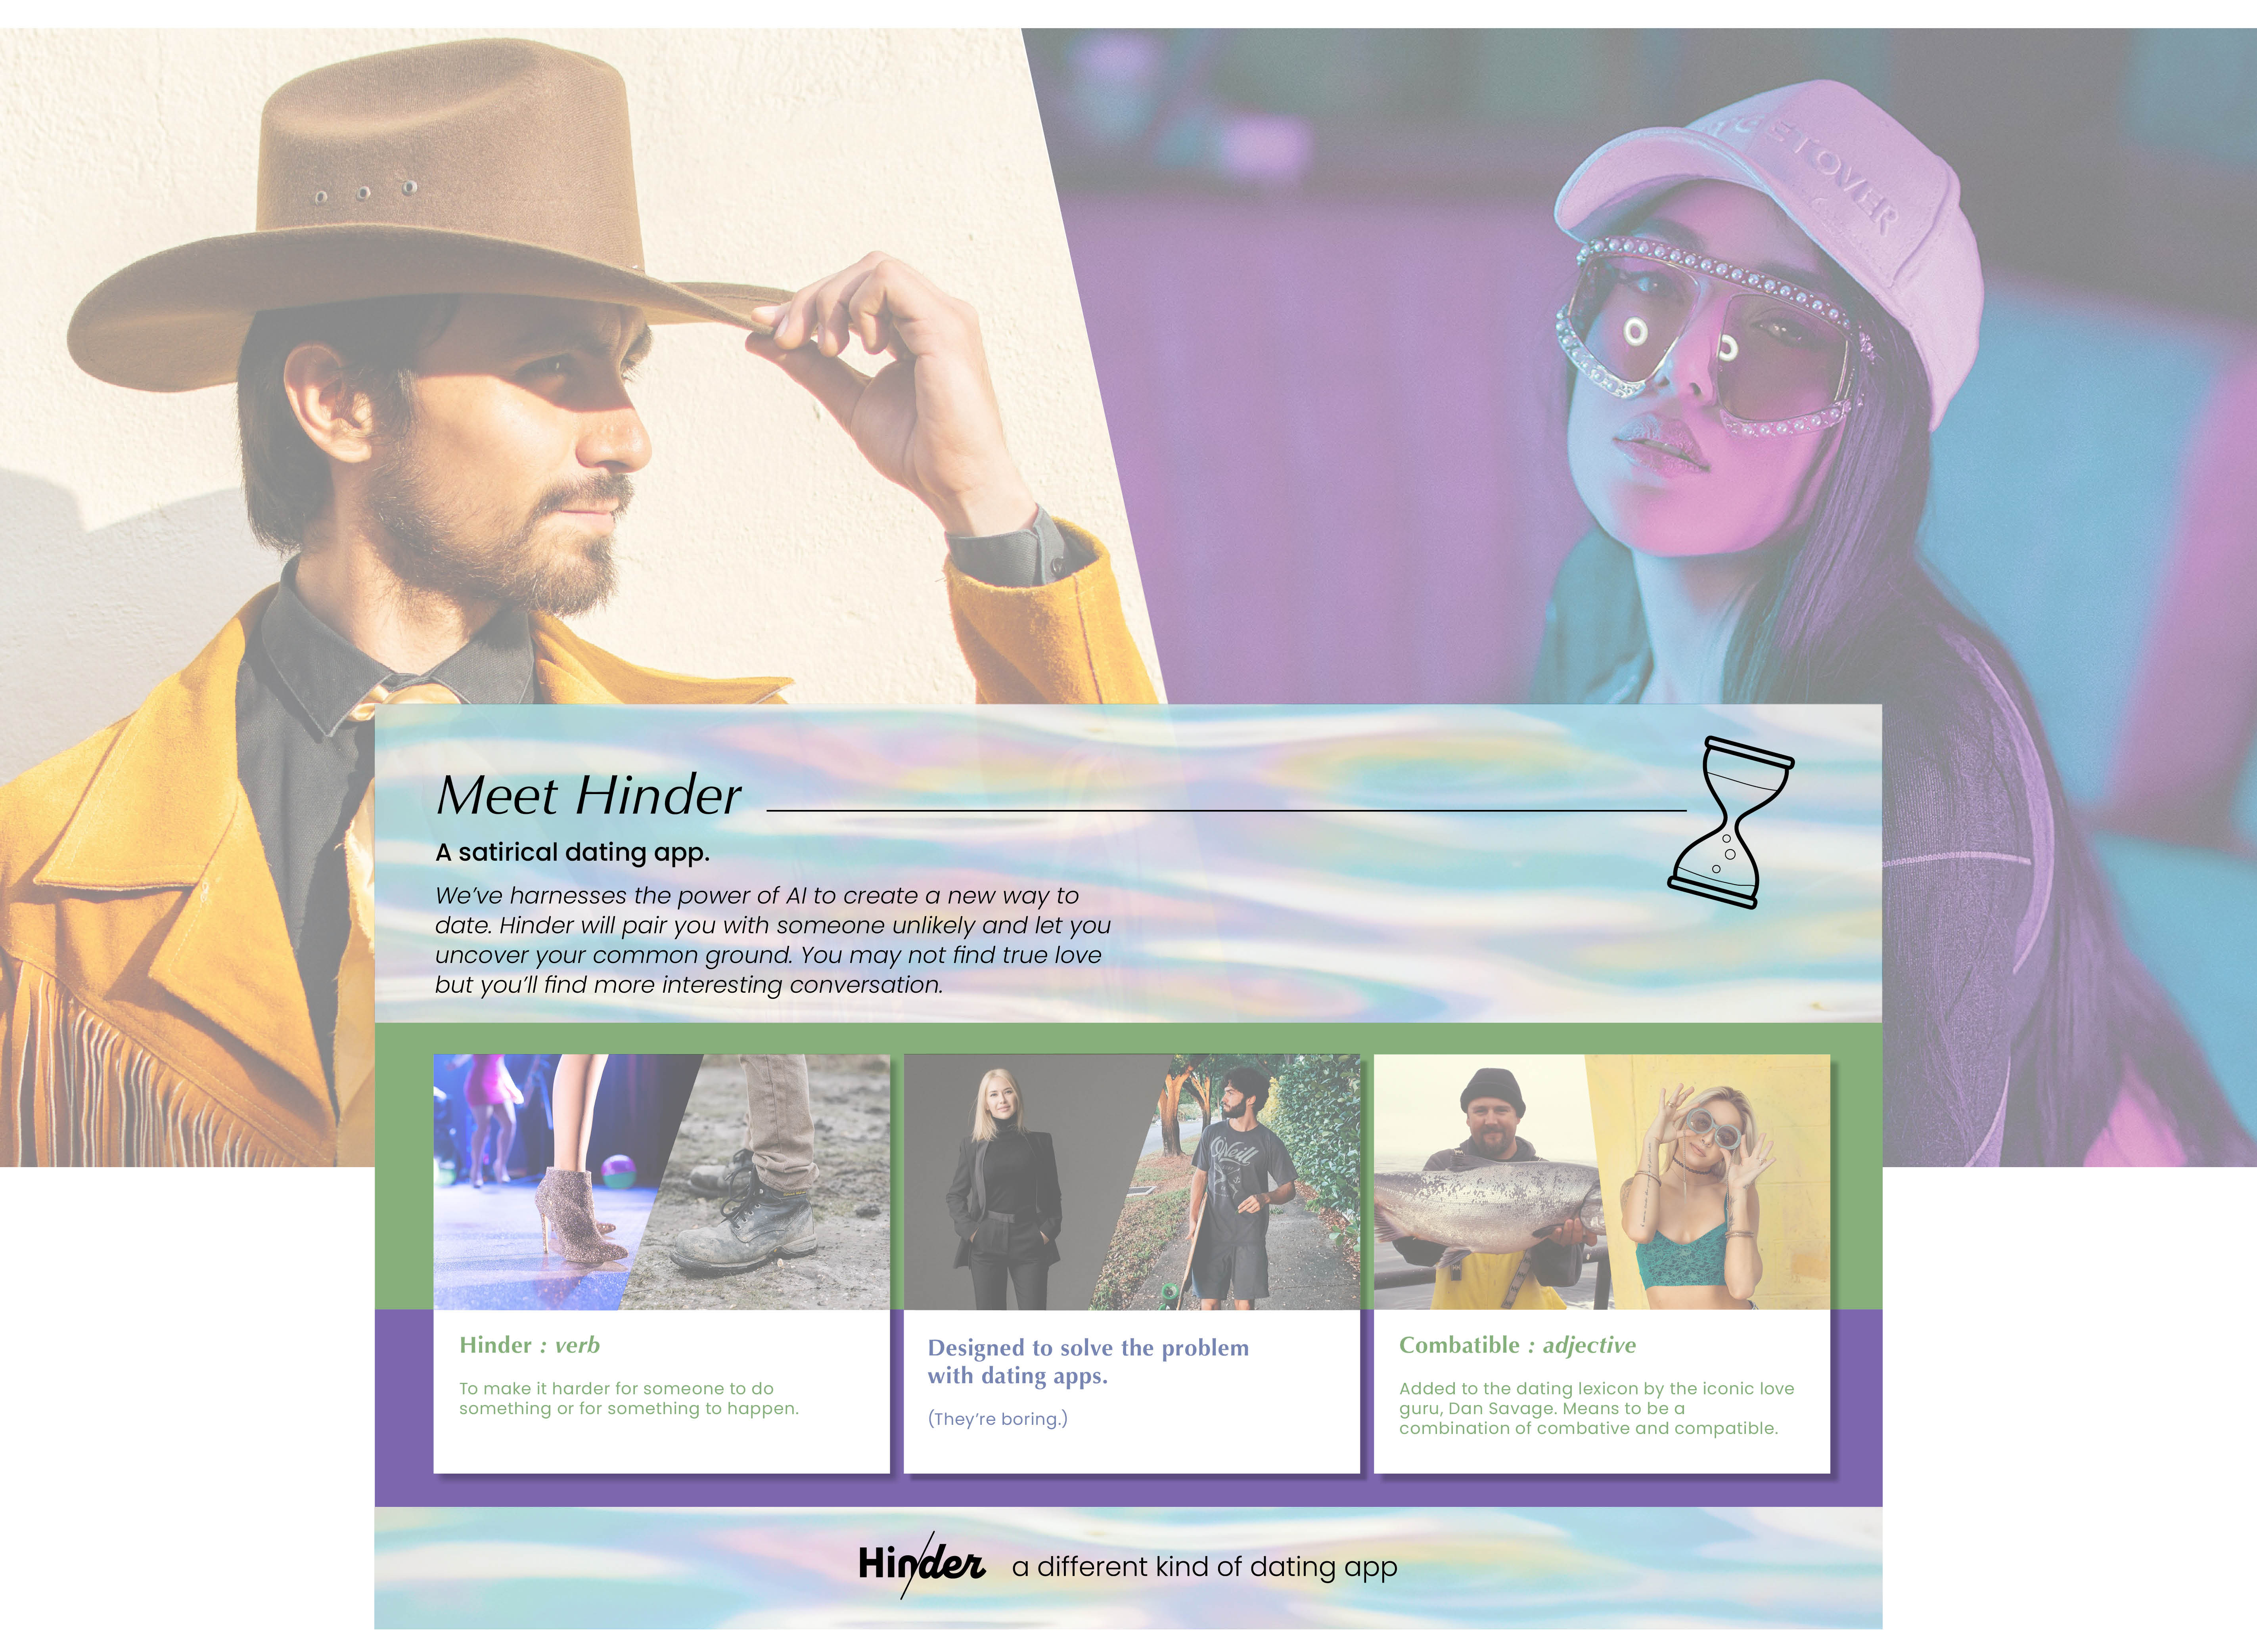 ETOVER
Meet Hinder
A satirical dating app.
We’ve harnesses the power of AI to create a new way to
date. Hinder will pair you with someone unlikely and let you
uncover your common ground. You may not find true love
but you’ll find more interesting conversation.
O'Neill
Hinder : verb
To make it harder for someone to do
something or for something to happen.
Designed to solve the problem
with dating apps.
(They’re boring.)
Combatible : adjective
Added to the dating lexicon by the iconic love
guru, Dan Savage. Means to be a
combination of combative and compatible.
Hinder a different kind of dating app